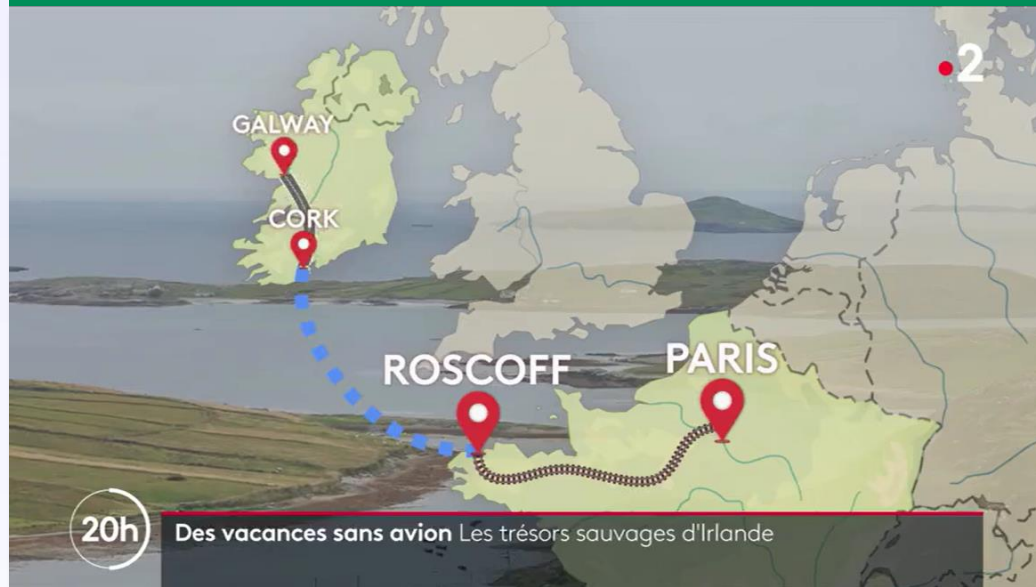 2
GALWAY
CORK
ROSCOFF
PARIS
20h
Des vacances sans avion Les trésors sauvages d'Irlande